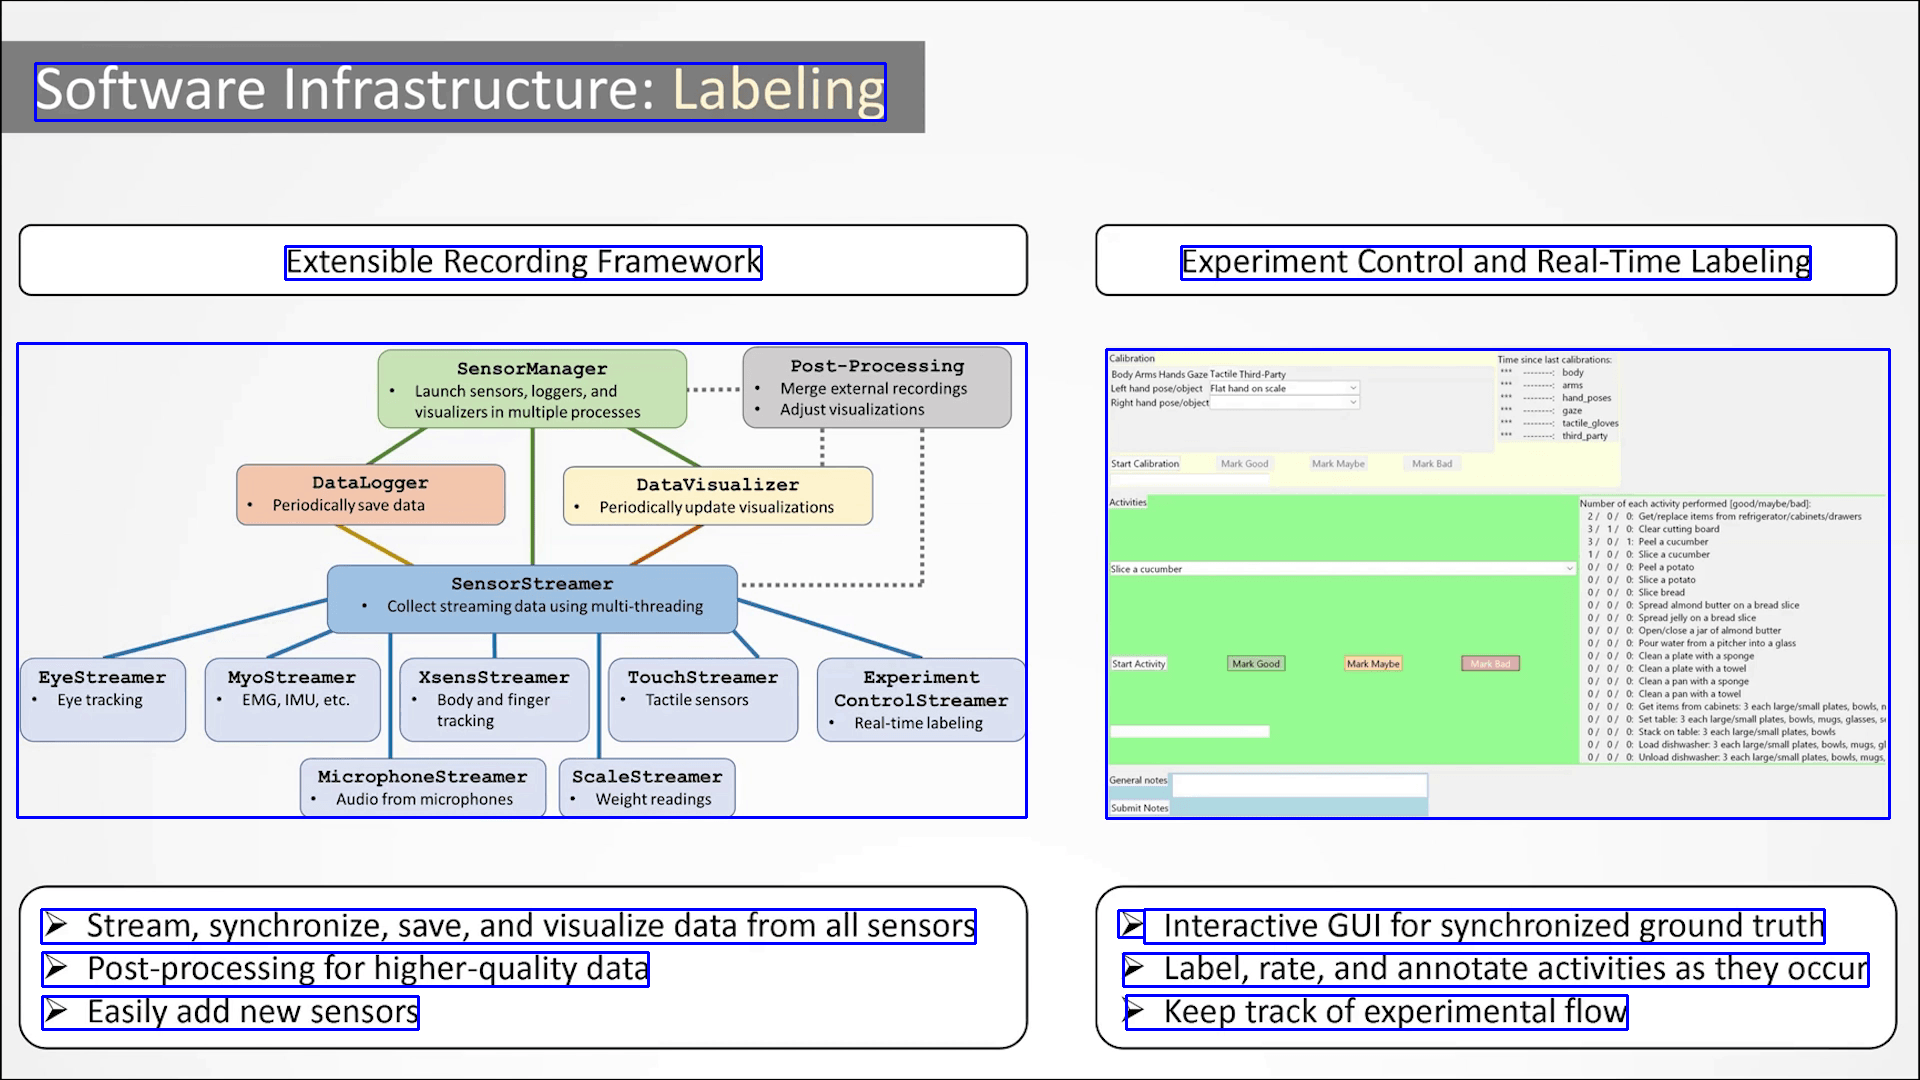 Software Infrastructure: Labeling
Extensible Recording Framework
SensorManager
• Launch sensors, loggers, and
visualizers in multiple processes
Post-Processing
• Merge external recordings
• Adjust visualizations
DataLogger
• Periodically save data
DataVisualizer
• Periodically update visualizations
SensorStreamer
• Collect streaming data using multi-threading
EyeStreamer
• Eye tracking
MyoStreamer
• EMG, IMU, etc.
XsensStreamer
• Body and finger
tracking
TouchStreamer
• Tactile sensors
Experiment
ControlStreamer
• Real-time labeling
MicrophoneStreamer
• Audio from microphones
ScaleStreamer
• Weight readings
➢ Stream, synchronize, save, and visualize data from all sensors
➢ Post-processing for higher-quality data
➢ Easily add new sensors
Experiment Control and Real-Time Labeling
Calibration
Body Arms Hands Gaze Tactile Third-Party
Left hand pose/object Flat hand on scale
Right hand pose/object
Start Calibration Mark Good Mark Maybe Mark Bad
Time since last calibrations:
*** --------: body
*** --------: arms
*** --------: hand_poses
*** --------: gaze
*** --------: tactile_gloves
*** --------: third_party
Activities
Slice a cucumber
Start Activity Mark Good Mark Maybe Mark Bad
Number of each activity performed [good/maybe/bad]:
2 / 0 / 0: Get/replace items from refrigerator/cabinets/drawers
3 / 1 / 0: Clear cutting board
3 / 0 / 1: Peel a cucumber
1 / 0 / 0: Slice a cucumber
0 / 0 / 0: Peel a potato
0 / 0 / 0: Slice a potato
0 / 0 / 0: Slice bread
0 / 0 / 0: Spread almond butter on a bread slice
0 / 0 / 0: Spread jelly on a bread slice
0 / 0 / 0: Open/close a jar of almond butter
0 / 0 / 0: Pour water from a pitcher into a glass
0 / 0 / 0: Clean a plate with a sponge
0 / 0 / 0: Clean a plate with a towel
0 / 0 / 0: Clean a pan with a sponge
0 / 0 / 0: Clean a pan with a towel
0 / 0 / 0: Get items from cabinets: 3 each large/small plates, bowls,
0 / 0 / 0: Set table: 3 each large/small plates, bowls, mugs, glasses,
0 / 0 / 0: Stack on table: 3 each large/small plates, bowls
0 / 0 / 0: Load dishwasher: 3 each large/small plates, bowls, mugs,
0 / 0 / 0: Unload dishwasher: 3 each large/small plates, bowls, mugs,
General notes
Submit Notes
➢ Interactive GUI for synchronized ground truth
➢ Label, rate, and annotate activities as they occur
➢ Keep track of experimental flow